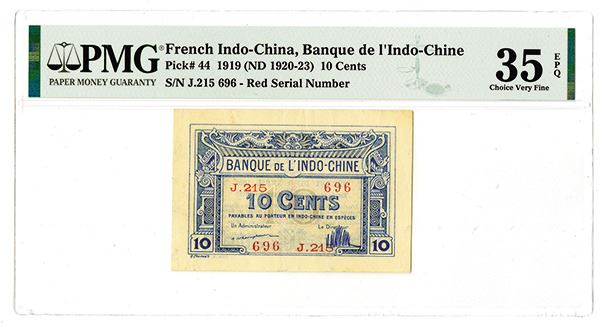 PMG
PAPER MONEY GUARANTY
French Indo-China, Banque de l'Indo-Chine
Pick# 44 1919 (ND 1920-23) 10 Cents
S/N J.215 696 - Red Serial Number
35
EPQ
Choice Very Fine
BANQUE DE L'INDO-CHINE
J.215 696
10 CENTS
PAYABLES AU PORTEUR EN INDO-CHINE EN ESPÈCES
Un Administrateur Le Directeur
696 J.215
10 10